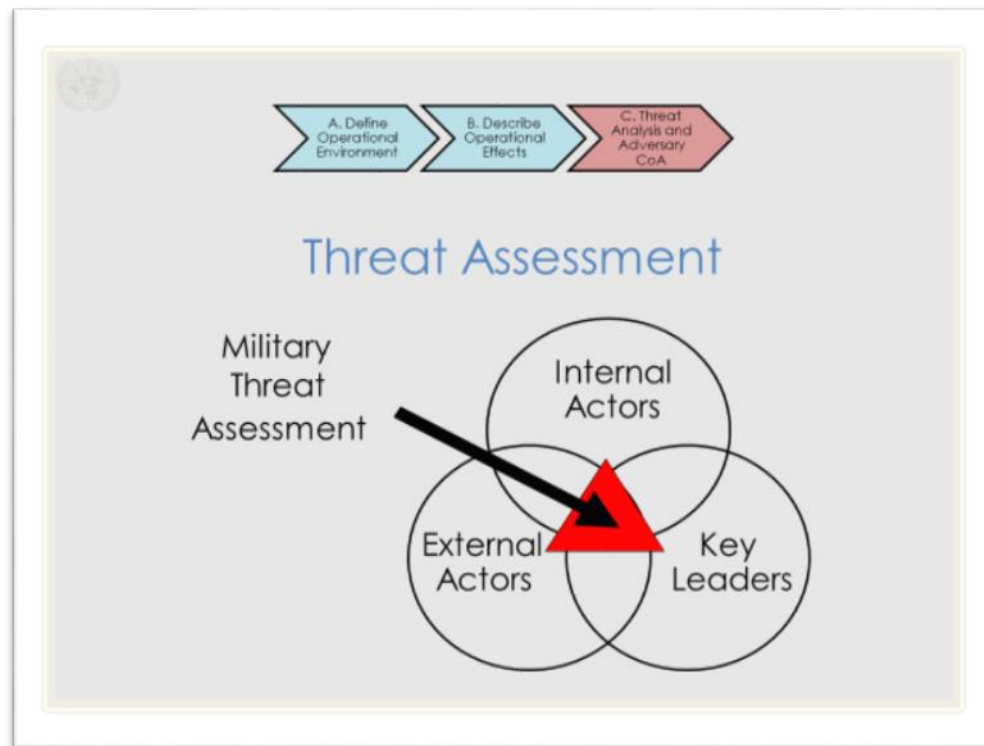 A. Define
Operational
Environment
B. Describe
Operational
Effects
C. Threat
Analysis and
Adversary
CoA
Threat Assessment
Military
Threat
Assessment
Internal
Actors
External
Actors
Key
Leaders